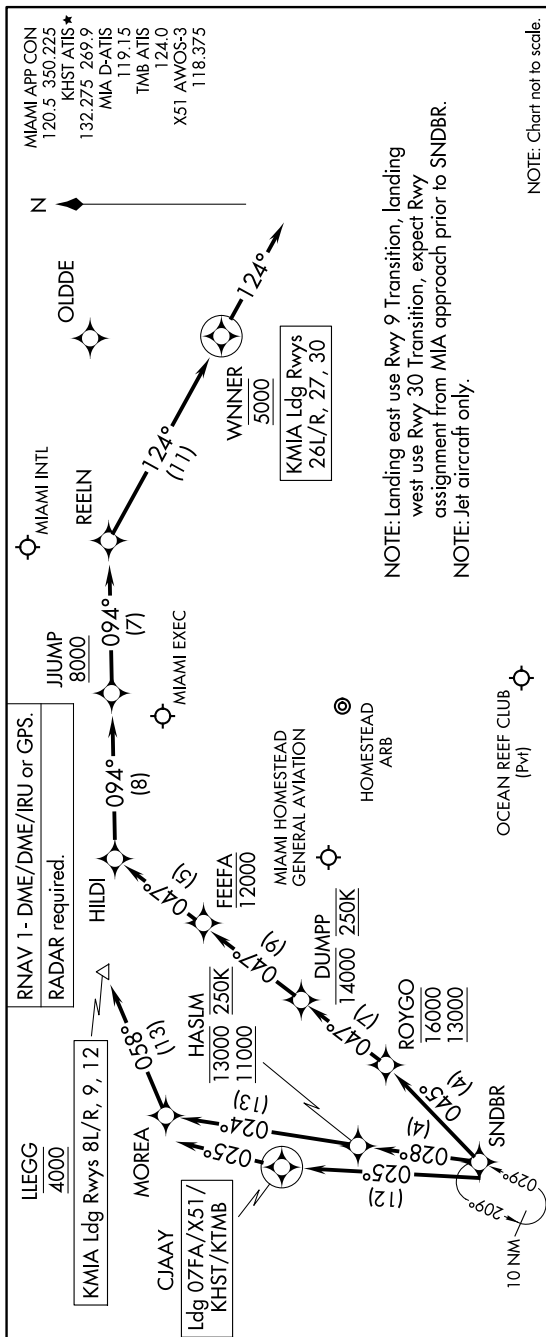 RNAV 1- DME/DME/IRU or GPS.
RADAR required.
MIAMI APP CON
120.5 350.225
KHST ATIS★
132.275 269.9
MIA D-ATIS
119.15
TMB ATIS
124.0
X51 AWOS-3
118.375
N
LLEGG
4000
KMIA Ldg Rwys 8L/R, 9, 12
058°
(13)
MOREA
024°
(13)
025°
CJAAY
Ldg 07FA/X51/
KHST/KTMB
025°
(12)
HASLM
13000 250K
11000
028°
(4)
SNDBR
029°
209°
10 NM
045°
(4)
ROYGO
16000
13000
047°
(7)
DUMPP
14000 250K
047°
(9)
FEEFA
12000
047°
(5)
HILDI
094°
(8)
JJUMP
8000
094°
(7)
REELN
124°
(11)
WNNER
5000
KMIA Ldg Rwys
26L/R, 27, 30
124°
OLDDE
MIAMI INTL
MIAMI EXEC
MIAMI HOMESTEAD
GENERAL AVIATION
HOMESTEAD
ARB
OCEAN REEF CLUB
(Pvt)
NOTE: Landing east use Rwy 9 Transition, landing
west use Rwy 30 Transition, expect Rwy
assignment from MIA approach prior to SNDBR.
NOTE: Jet aircraft only.
NOTE: Chart not to scale.